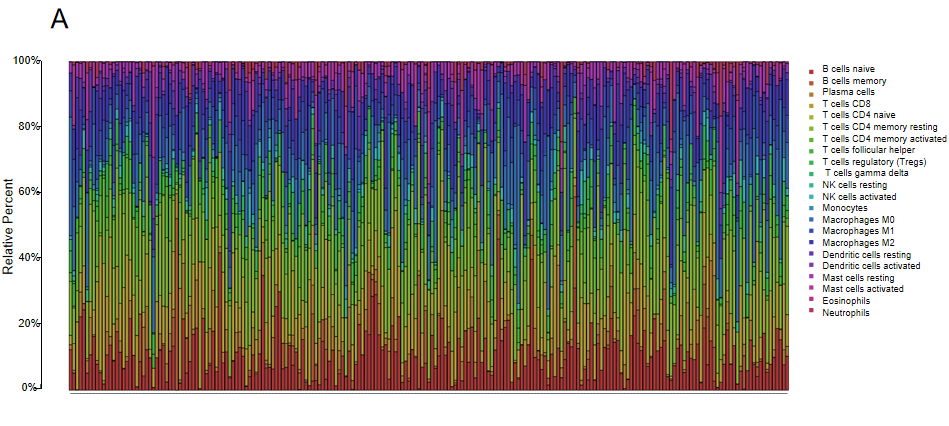 A
100%
80%
60%
40%
20%
0%
Relative Percent
B cells naive
B cells memory
Plasma cells
T cells CD8
T cells CD4 naive
T cells CD4 memory resting
T cells CD4 memory activated
T cells follicular helper
T cells regulatory (Tregs)
T cells gamma delta
NK cells resting
NK cells activated
Monocytes
Macrophages M0
Macrophages M1
Macrophages M2
Dendritic cells resting
Dendritic cells activated
Mast cells resting
Mast cells activated
Eosinophils
Neutrophils